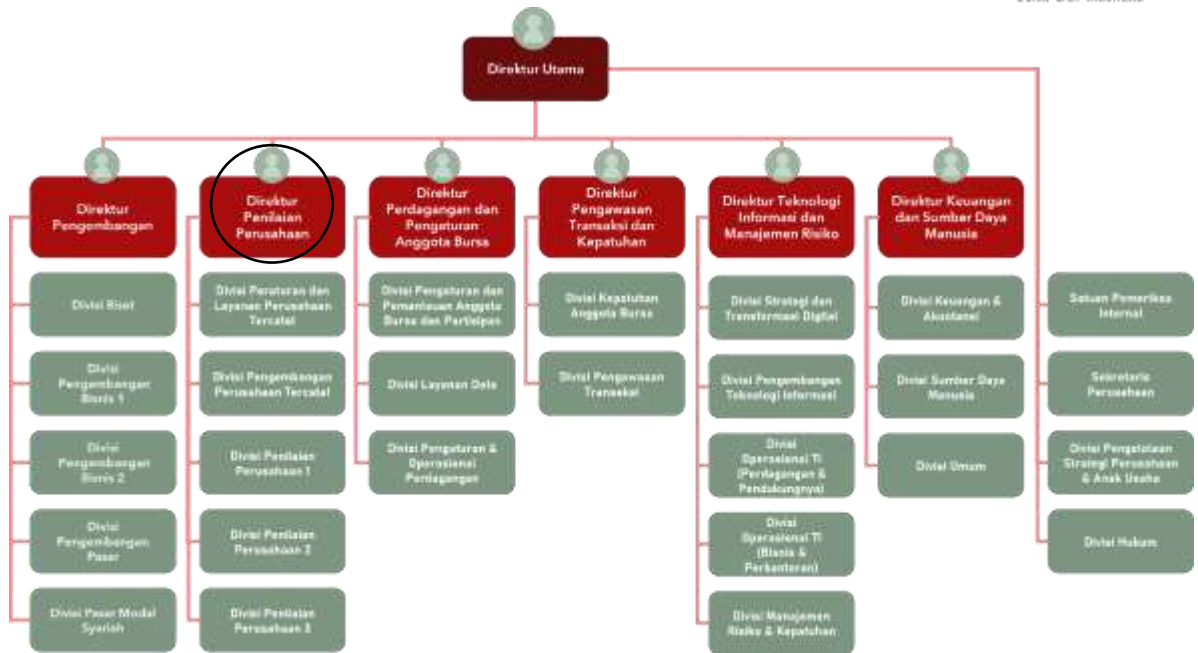 Direktur Utama
Direktur
Pengembangan
Direktur
Penilaian
Perusahaan
Direktur
Perdagangan dan
Pengaturan
Anggota Bursa
Direktur
Pengawasan
Transaksi dan
Kepatuhan
Direktur Teknologi
Informasi dan
Manajemen Risiko
Direktur Keuangan
dan Sumber Daya
Manusia
Divisi Riset
Divisi Peraturan dan
Layanan Perusahaan
Tercatat
Divisi Pengaturan dan
Pemantauan Anggota
Bursa dan Partisipan
Divisi Kepatuhan
Anggota Bursa
Divisi Strategi dan
Transformasi Digital
Divisi Keuangan &
Akuntansi
Satuan Pemeriksa
Internal
Divisi
Pengembangan
Bisnis 1
Divisi Pengembangan
Perusahaan Tercatat
Divisi Layanan Data
Divisi Pengawasan
Transaksi
Divisi Pengembangan
Teknologi Informasi
Divisi Sumber Daya
Manusia
Sekretaris
Perusahaan
Divisi
Pengembangan
Bisnis 2
Divisi Penilaian
Perusahaan 1
Divisi Pengaturan &
Operasional
Perdagangan
Divisi
Operasional TI
(Perdagangan &
Pendukungnya)
Divisi Umum
Divisi Pengelolaan
Strategi Perusahaan
& Anak Usaha
Divisi
Pengembangan
Pasar
Divisi Penilaian
Perusahaan 2
Divisi
Operasional TI
(Bisnis &
Perkantoran)
Divisi Hukum
Divisi Pasar Modal
Syariah
Divisi Penilaian
Perusahaan 3
Divisi Manajemen
Risiko & Kepatuhan